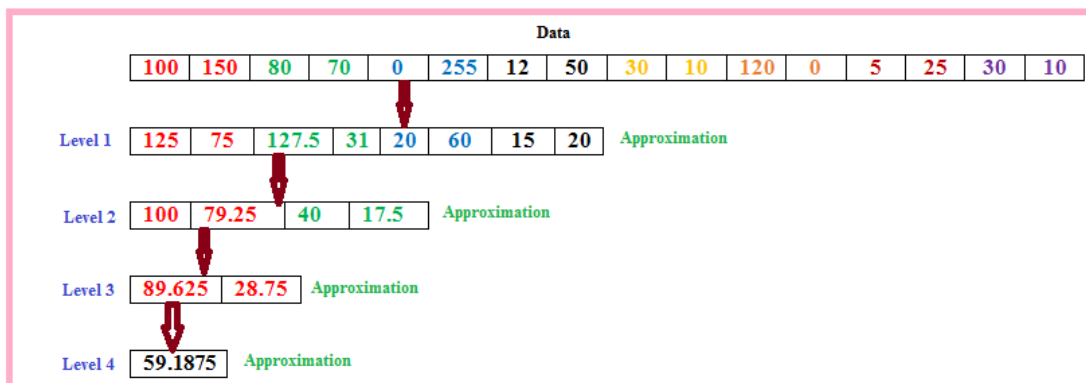 Data
100 150 80 70 0 255 12 50 30 10 120 0 5 25 30 10
Level 1 125 75 127.5 31 20 60 15 20 Approximation
Level 2 100 79.25 40 17.5 Approximation
Level 3 89.625 28.75 Approximation
Level 4 59.1875 Approximation